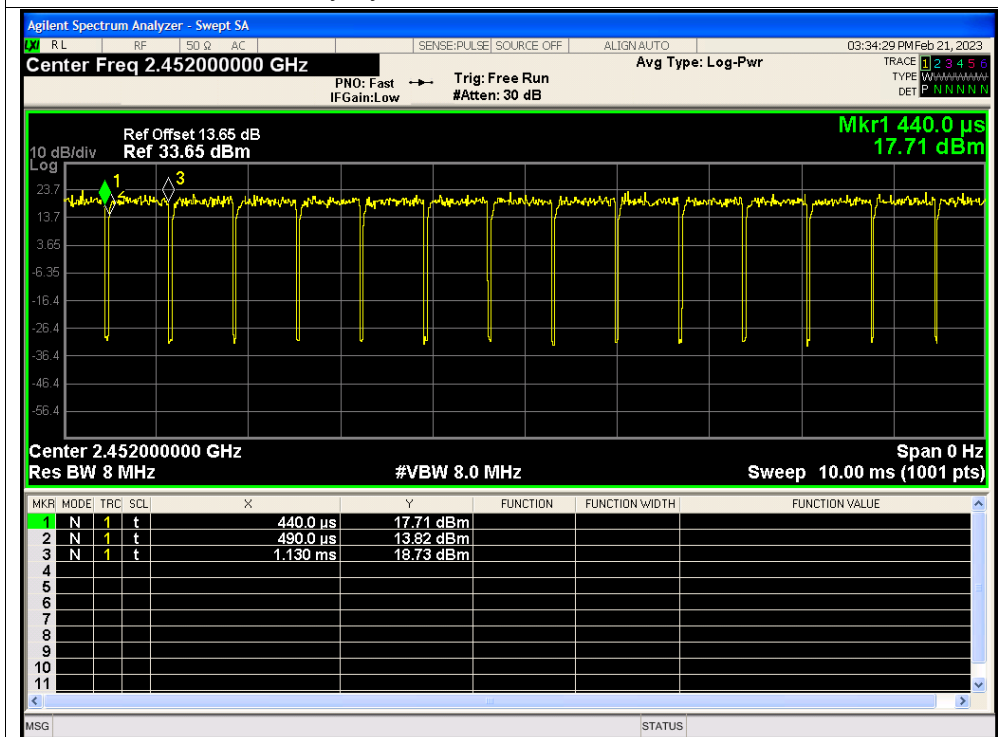 Agilent Spectrum Analyzer - Swept SA
LXI RL RF 50 Ω AC SENSE:PULSE SOURCE OFF ALIGN AUTO 03:34:29 PM Feb 21, 2023
Center Freq 2.452000000 GHz Avg Type: Log-Pwr TRACE 1 2 3 4 5 6
PNO: Fast Trig: Free Run TYPE WWWWWW
IFGain:Low #Atten: 30 dB DET P N N N N N
Mkr1 440.0 µs
Ref Offset 13.65 dB
10 dB/div Ref 33.65 dBm 17.71 dBm
Log
1 2 3
23.7
13.7
3.65
-6.35
-16.4
-26.4
-36.4
-46.4
-56.4
Center 2.452000000 GHz Span 0 Hz
Res BW 8 MHz #VBW 8.0 MHz Sweep 10.00 ms (1001 pts)
MKR MODE TRC SCL X Y FUNCTION FUNCTION WIDTH FUNCTION VALUE
1 N 1 t 440.0 µs 17.71 dBm
2 N 1 t 490.0 µs 13.82 dBm
3 N 1 t 1.130 ms 18.73 dBm
4
5
6
7
8
9
10
11
MSG STATUS